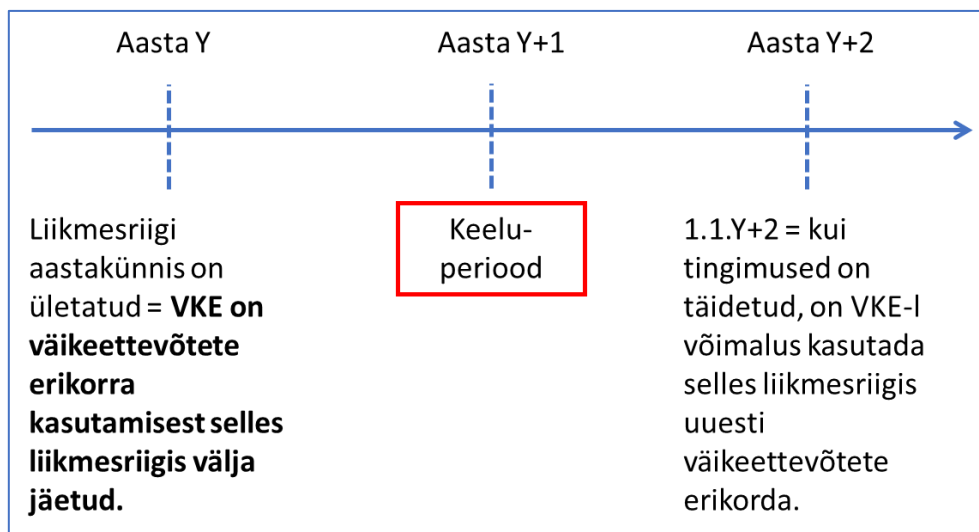 Aasta Y
Aasta Y+1
Aasta Y+2
Liikmesriigi
aastakünnis on
ületatud = VKE on
väikeettevõtete
erikorra
kasutamisest selles
liikmesriigis välja
jäetud.
Keelu-
periood
1.1.Y+2 = kui
tingimused on
täidetud, on VKE-l
võimalus kasutada
selles liikmesriigis
uuesti
väikeettevõtete
erikorda.